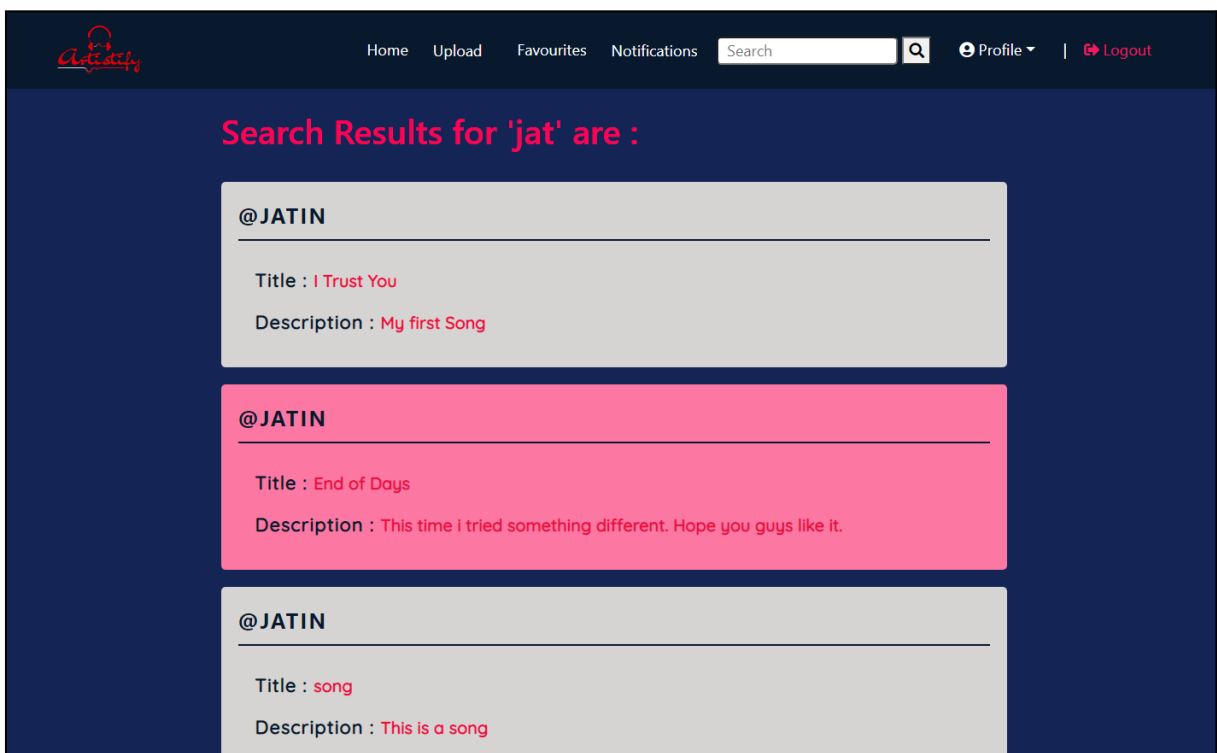 Artistify
Home Upload Favourites Notifications Search Profile | Logout
Search Results for 'jat' are :
@JATIN
Title : I Trust You
Description : My first Song
@JATIN
Title : End of Days
Description : This time i tried something different. Hope you guys like it.
@JATIN
Title : song
Description : This is a song